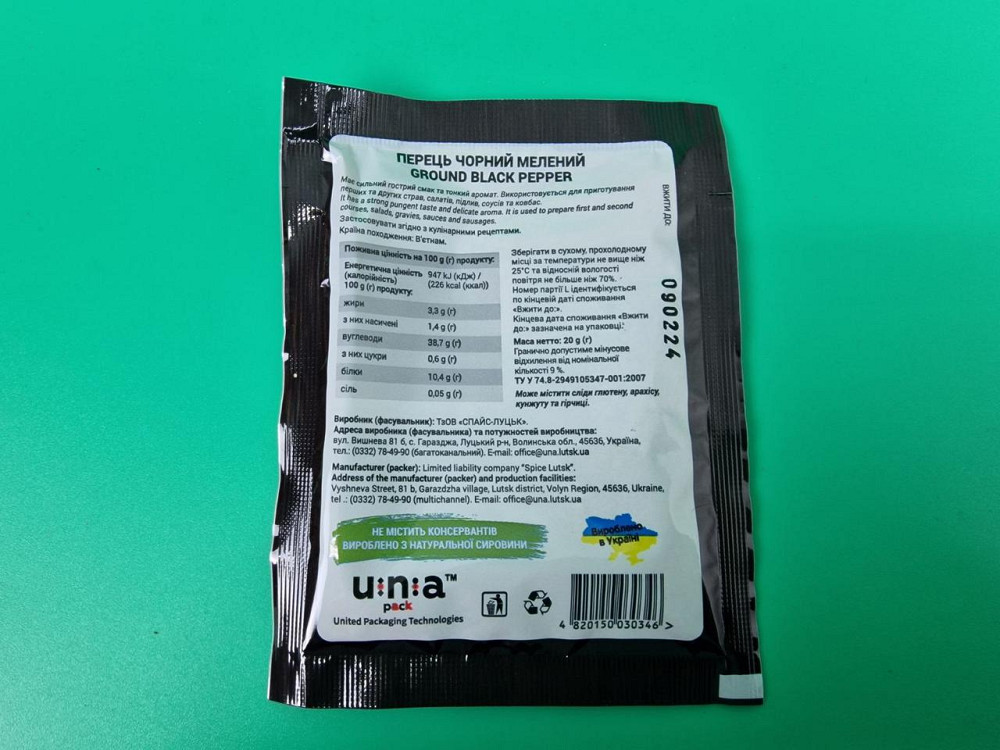 ПЕРЕЦЬ ЧОРНИЙ МЕЛЕНИЙ
GROUND BLACK PEPPER
Має сильний гострий смак та тонкий аромат. Використовується для приготування
перших та других страв, салатів, підлив, соусів та ковбас.
It has a strong pungent taste and delicate aroma. It is used to prepare first and second
courses, salads, gravies, sauces and sausages.
Застосовувати згідно з кулінарними рецептами.
Країна походження: В'єтнам.
Поживна цінність на 100 g (г) продукту:
Енергетична цінність
(калорійність)
100 g (г) продукту:
947 kJ (кДж) /
(226 kcal (ккал))
жири 3,3 g (г)
з них насичені 1,4 g (г)
вуглеводи 38,7 g (г)
з них цукри 0,6 g (г)
білки 10,4 g (г)
сіль 0,05 g (г)
Зберігати в сухому, прохолодному
місці за температури не вище ніж
25°С та відносній вологості
повітря не більше ніж 70%.
Номер партії L ідентифікується
по кінцевій даті споживання
«Вжити до:».
Кінцева дата споживання «Вжити
до:» зазначена на упаковці.
Маса нетто: 20 g (г)
Гранично допустиме мінусове
відхилення від номінальної
кількості 9 %.
ТУ У 74.8-2949105347-001:2007
Може містити сліди глютену, арахісу,
кунжуту та гірчиці.
ВЖИТИ ДО:
090224
Виробник (фасувальник): ТзОВ «СПАЙС-ЛУЦЬК».
Адреса виробника (фасувальника) та потужностей виробництва:
вул. Вишнева 81 б, с. Гаразджа, Луцький р-н, Волинська обл., 45636, Україна,
тел.: (0332) 78-49-90 (багатоканальний). E-mail: office@una.lutsk.ua
Manufacturer (packer): Limited liability company "Spice Lutsk".
Address of the manufacturer (packer) and production facilities:
Vyshneva Street, 81 b, Garazdzha village, Lutsk district, Volyn Region, 45636, Ukraine,
tel .: (0332) 78-49-90 (multichannel). E-mail: office@una.lutsk.ua
НЕ МІСТИТЬ КОНСЕРВАНТІВ
ВИРОБЛЕНО З НАТУРАЛЬНОЇ СИРОВИНИ
Вироблено
в Україні
u:n:a™
pack
United Packaging Technologies
4 820150 030346 >